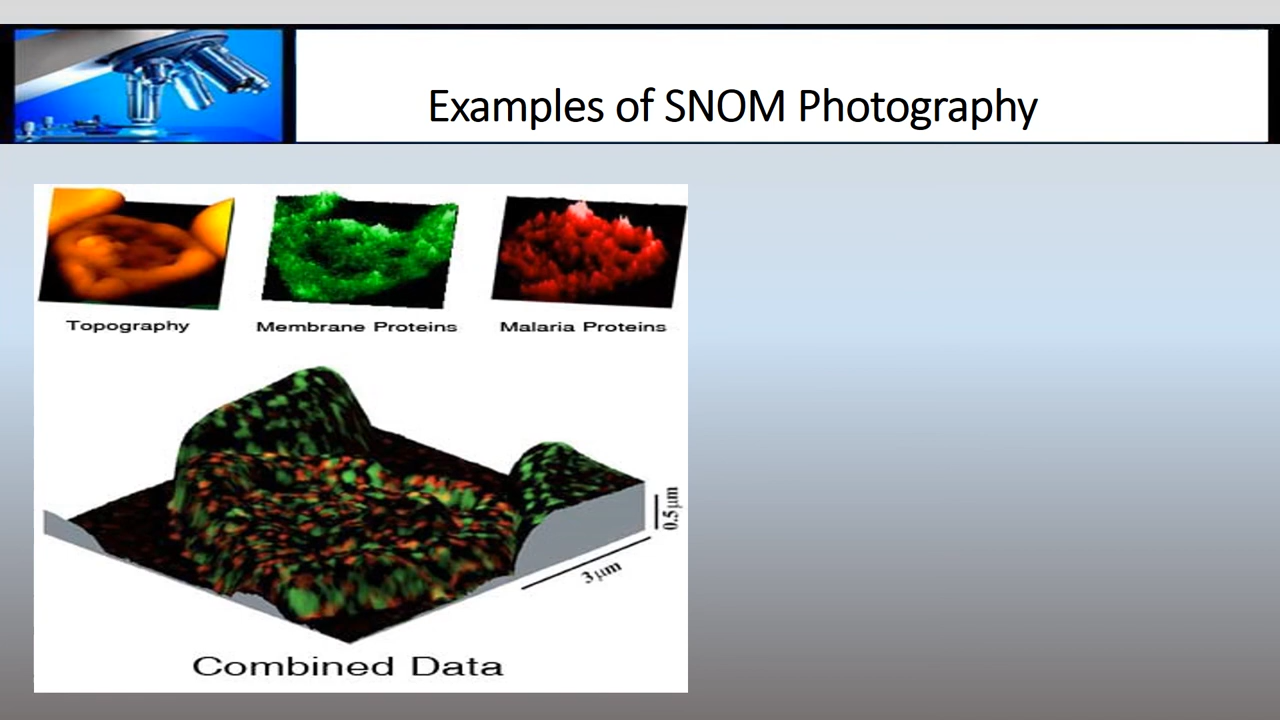 Examples of SNOM Photography
Topography
Membrane Proteins
Malaria Proteins
0.5μm
3μm
Combined Data